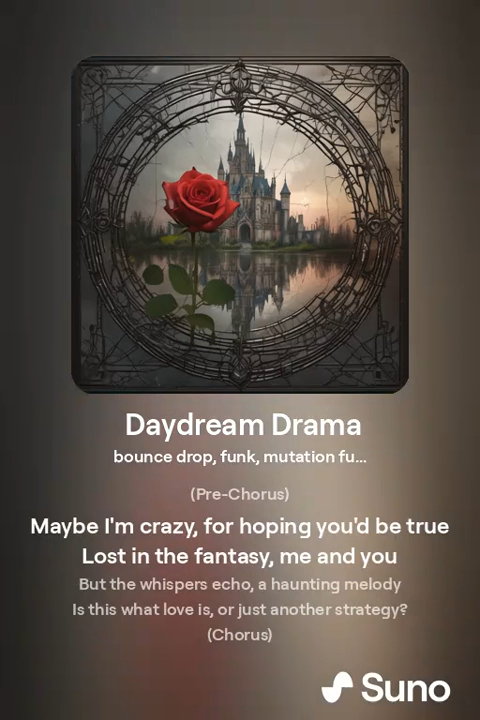 Daydream Drama
bounce drop, funk, mutation fu...
(Pre-Chorus)
Maybe I'm crazy, for hoping you'd be true
Lost in the fantasy, me and you
But the whispers echo, a haunting melody
Is this what love is, or just another strategy?
(Chorus)
Suno